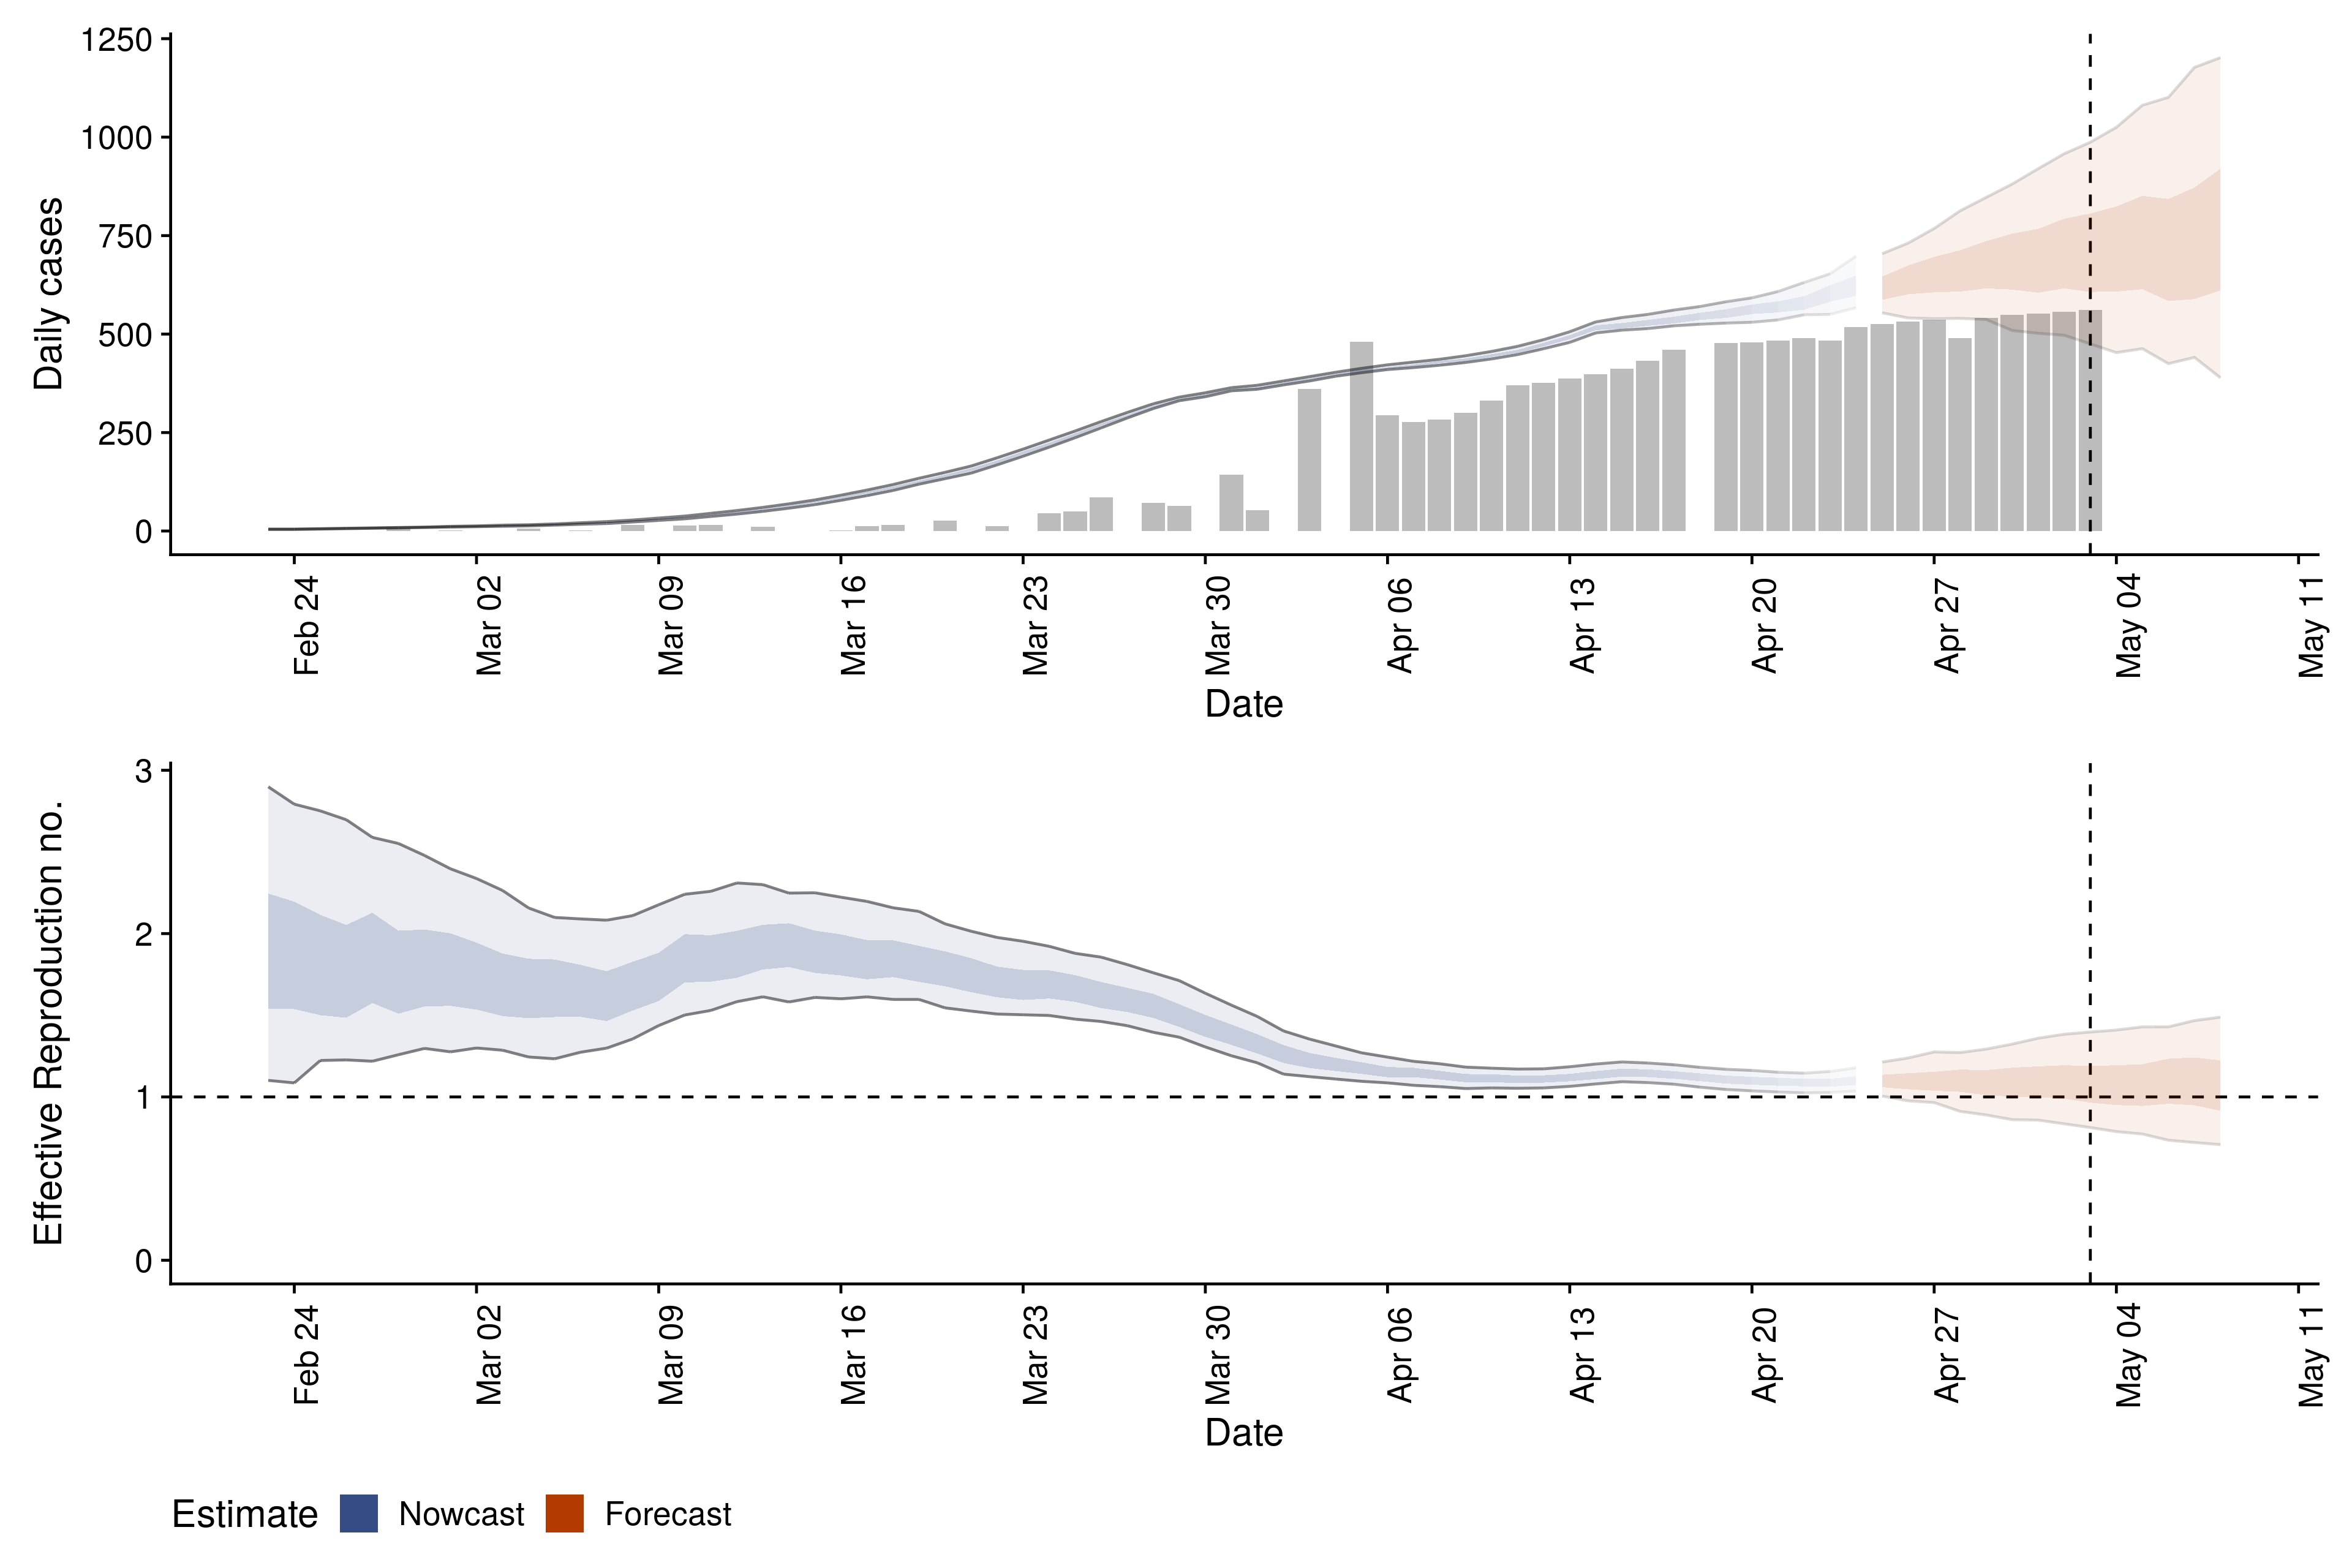 1250
1000
750
500
250
0
Daily cases
Feb 24
Mar 02
Mar 09
Mar 16
Mar 23
Mar 30
Apr 06
Apr 13
Apr 20
Apr 27
May 04
May 11
Date
3
2
1
0
Effective Reproduction no.
Feb 24
Mar 02
Mar 09
Mar 16
Mar 23
Mar 30
Apr 06
Apr 13
Apr 20
Apr 27
May 04
May 11
Date
Estimate Nowcast Forecast